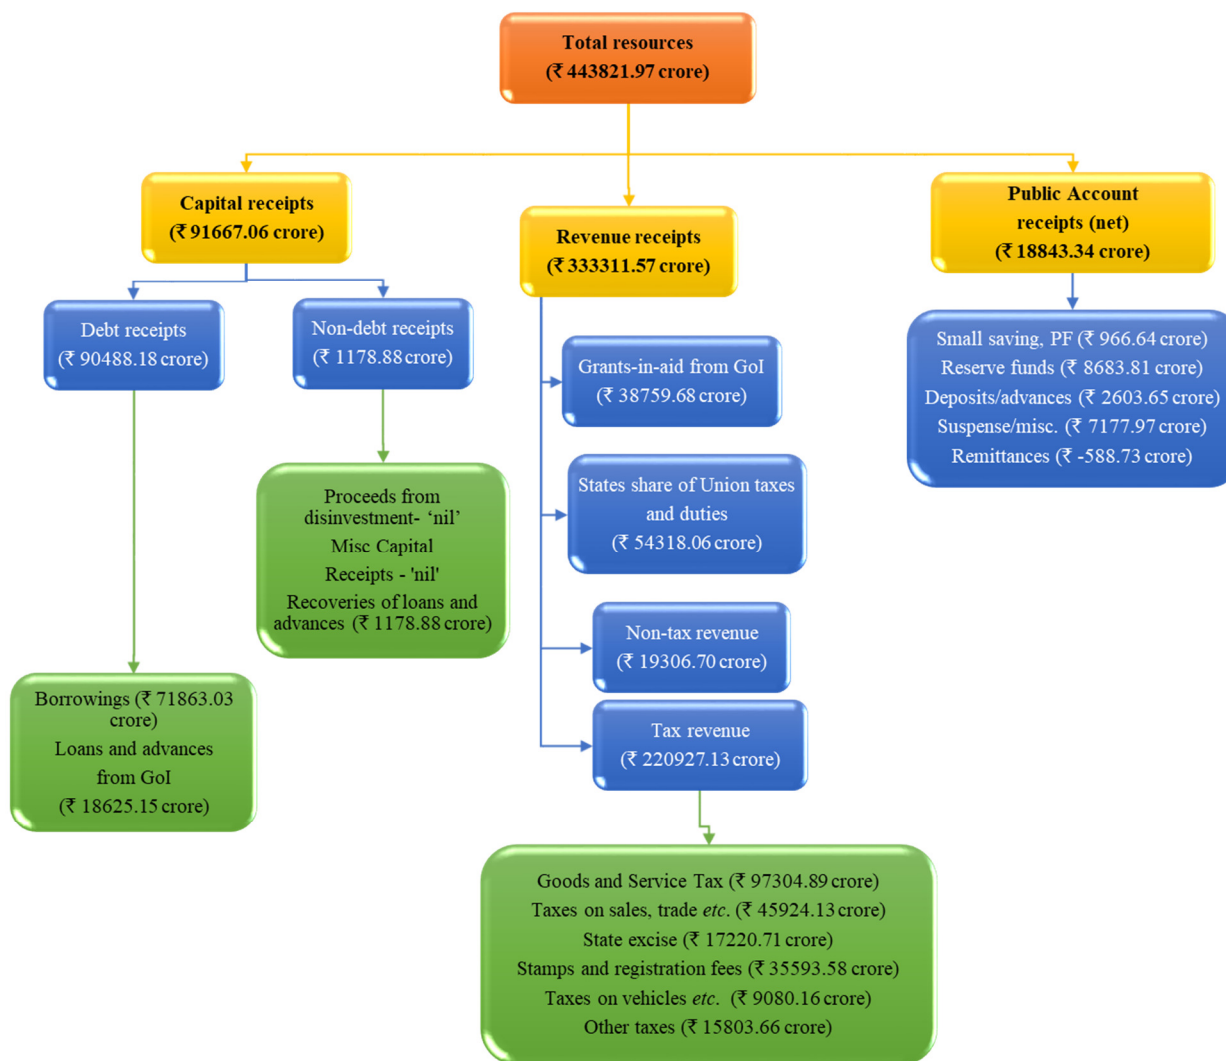 Total resources
(₹ 443821.97 crore)
Capital receipts
(₹ 91667.06 crore)
Revenue receipts
(₹ 333311.57 crore)
Public Account
receipts (net)
(₹ 18843.34 crore)
Debt receipts
(₹ 90488.18 crore)
Non-debt receipts
(₹ 1178.88 crore)
Small saving, PF (₹ 966.64 crore)
Reserve funds (₹ 8683.81 crore)
Deposits/advances (₹ 2603.65 crore)
Suspense/misc. (₹ 7177.97 crore)
Remittances (₹ -588.73 crore)
Grants-in-aid from GoI
(₹ 38759.68 crore)
States share of Union taxes
and duties
(₹ 54318.06 crore)
Proceeds from
disinvestment- ‘nil’
Misc Capital
Receipts - 'nil'
Recoveries of loans and
advances (₹ 1178.88 crore)
Non-tax revenue
(₹ 19306.70 crore)
Borrowings (₹ 71863.03
crore)
Loans and advances
from GoI
(₹ 18625.15 crore)
Tax revenue
(₹ 220927.13 crore)
Goods and Service Tax (₹ 97304.89 crore)
Taxes on sales, trade etc. (₹ 45924.13 crore)
State excise (₹ 17220.71 crore)
Stamps and registration fees (₹ 35593.58 crore)
Taxes on vehicles etc. (₹ 9080.16 crore)
Other taxes (₹ 15803.66 crore)